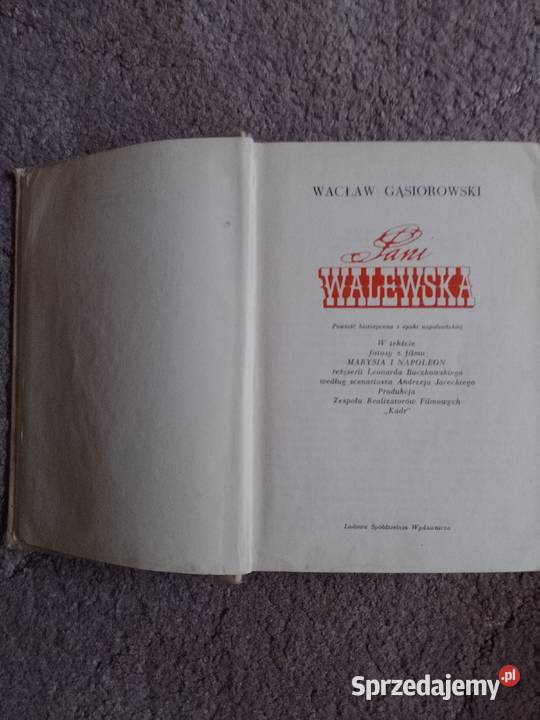 WACŁAW GĄSIOROWSKI
Pani
WALEWSKA
Powieść historyczna z epoki napoleońskiej
W tekście
fotosy z filmu
MARYSIA I NAPOLEON
reżyserii Leonarda Buczkowskiego
według scenariusza Andrzeja Jareckiego
Produkcja
Zespołu Realizatorów Filmowych
„Kadr"
Ludowa Spółdzielnia Wydawnicza
Sprzedajemy.pl